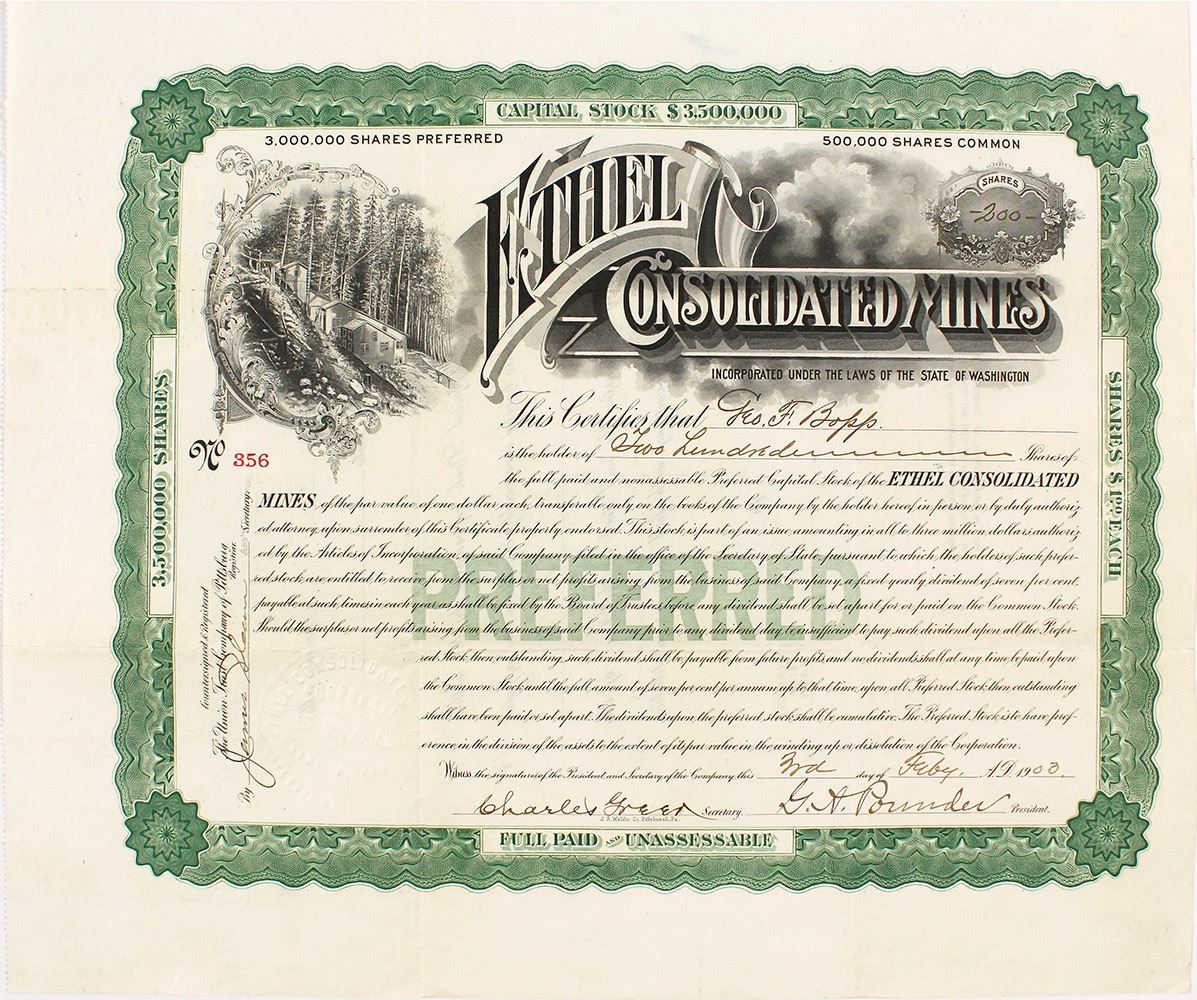 CAPITAL STOCK $3,500,000
3,000,000 SHARES PREFERRED
500,000 SHARES COMMON
SHARES
-200-
ETHEL
CONSOLIDATED MINES
INCORPORATED UNDER THE LAWS OF THE STATE OF WASHINGTON
This Certifies that Geo. F. Bopp.
is the holder of Two hundred Shares of
No 356
the full paid and nonassessable Preferred Capital Stock of the ETHEL CONSOLIDATED
MINES of the par value of one dollar each, transferable only on the books of the Company by the holder hereof in person or by duly authoriz-
ed attorney, upon surrender of this Certificate properly endorsed. This stock is part of an issue amounting in all to three million dollars authoriz-
ed by the Articles of Incorporation, of said Company filed in the office of the Secretary of State, pursuant to which, the holders of such prefer-
red stock are entitled to receive from the surplus or net profits arising from the business of said Company, a fixed yearly dividend of seven per cent.
payable at such times in each year as shall be fixed by the Board of Trustees before any dividend shall be set apart for or paid on the Common Stock.
PREFERRED
Should the surplus or net profits arising from the business of said Company prior to any dividend day be insufficient to pay such dividend upon all the Prefer-
red Stock then outstanding, such dividend shall be payable from future profits, and no dividend shall at any time be paid upon
the Common Stock until the full amount of seven per cent per annum up to that time, upon all Preferred Stock then outstanding
shall have been paid or set apart. The dividends upon the preferred stock shall be cumulative. The Preferred Stock is to have pref-
erence in the division of the assets to the extent of its par value in the winding up or dissolution of the Corporation.
Witness the signatures of the President and Secretary of the Company this 3rd day of Feby. A.D. 1903.
Charles Greer Secretary. G. A. Pounder President.
J. R. Weldin Co. Pittsburgh, Pa.
FULL PAID AND UNASSESSABLE
3,500,000 SHARES
SHARES $1.00 EACH
Countersigned & Registered
The Union Trust Company of Pittsburg
Registrar.
By Secretary.